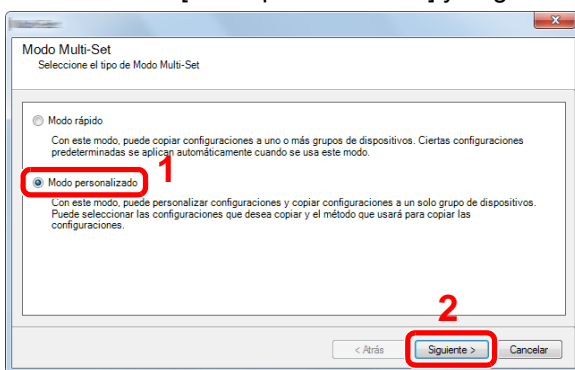 Modo Multi-Set
Seleccione el tipo de Modo Multi-Set
Modo rápido
Con este modo, puede copiar configuraciones a uno o más grupos de dispositivos. Ciertas configuraciones
predeterminadas se aplican automáticamente cuando se usa este modo.
1
Modo personalizado
Con este modo, puede personalizar configuraciones y copiar configuraciones a un solo grupo de dispositivos.
Puede seleccionar las configuraciones que desea copiar y el método que usará para copiar las
configuraciones.
2
< Atrás Siguiente > Cancelar